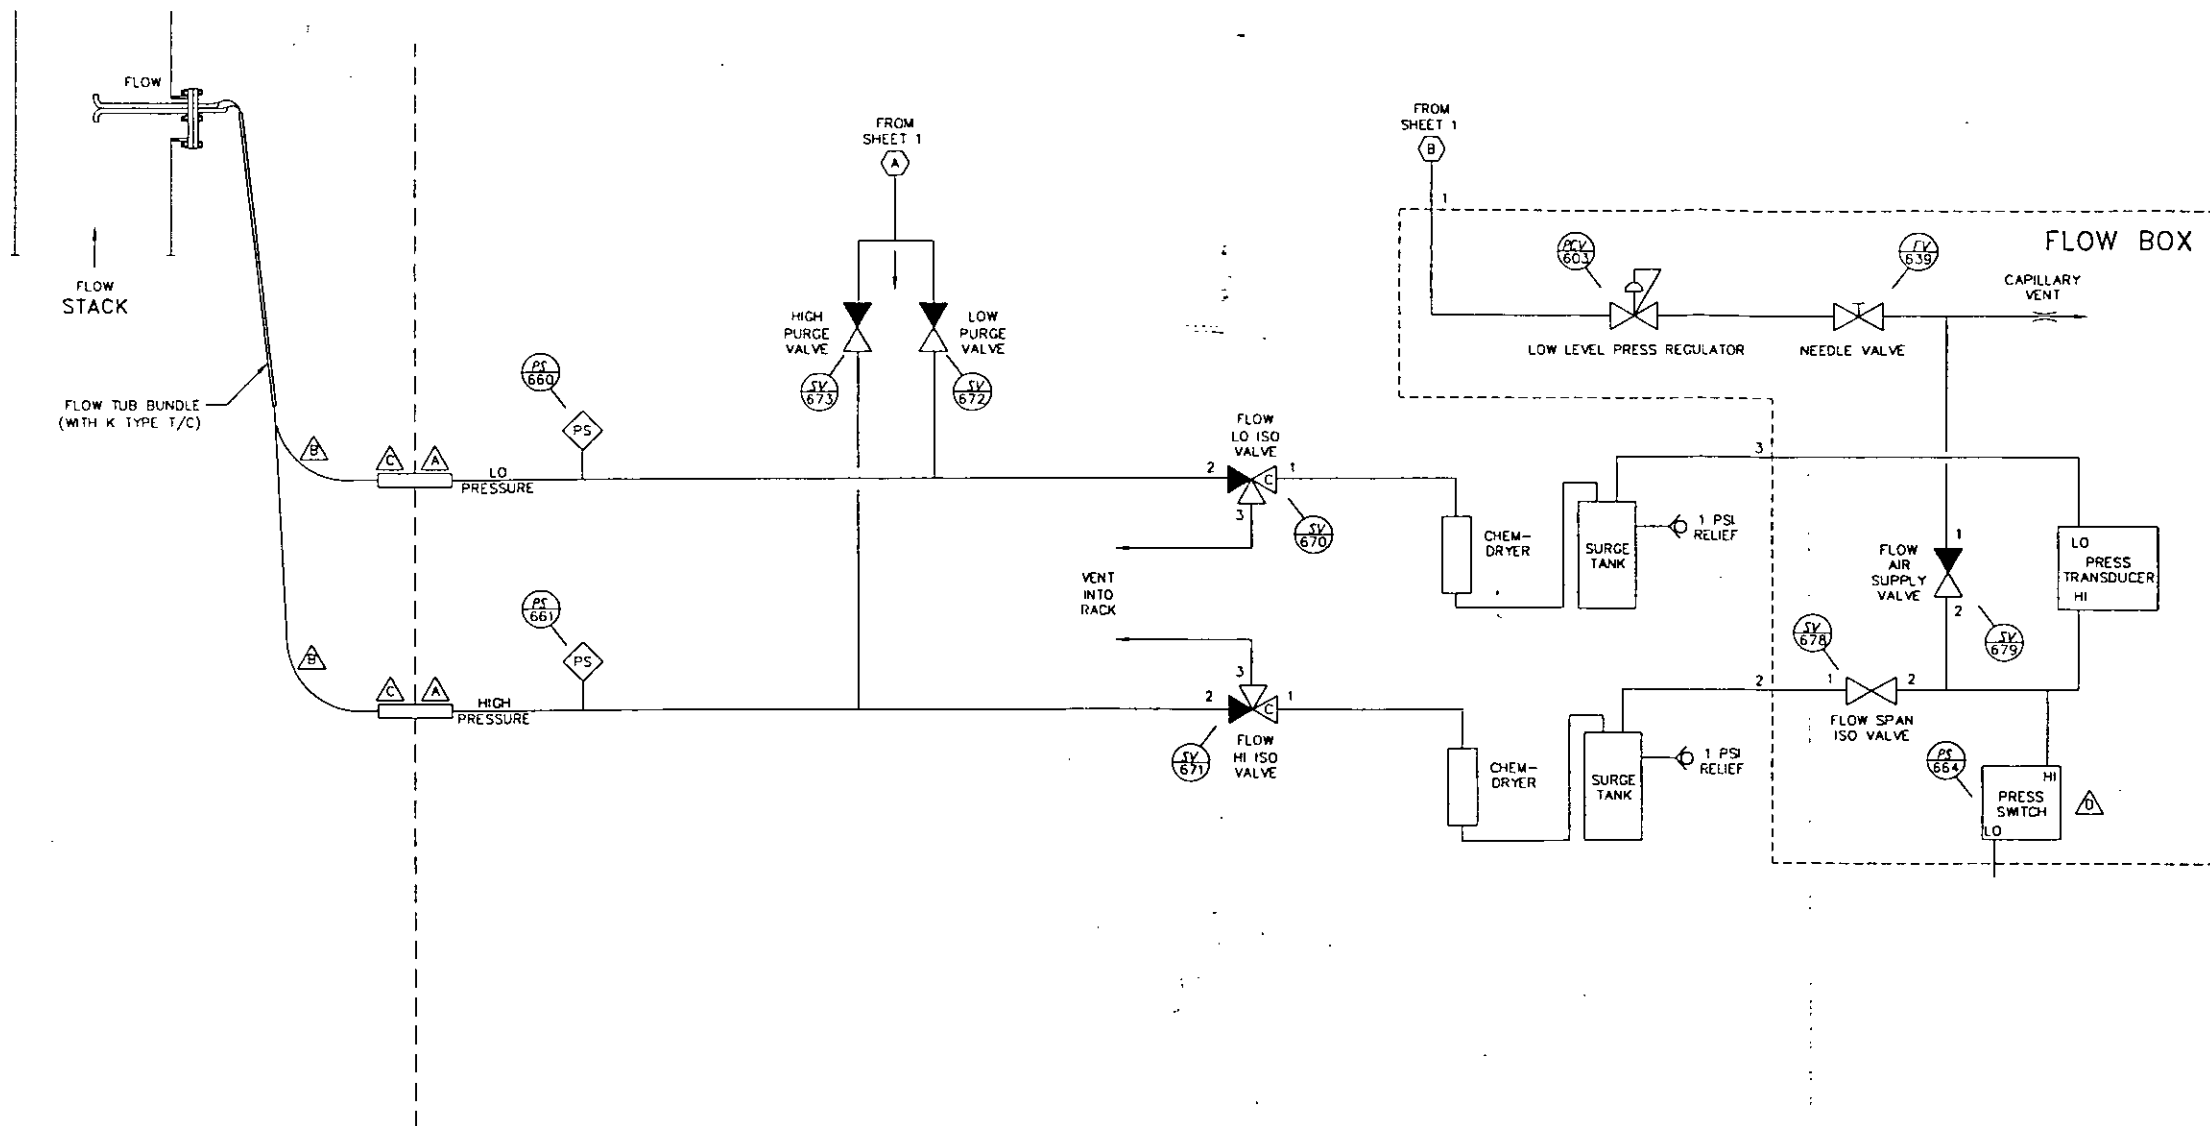 FLOW
FLOW
STACK
FLOW TUB BUNDLE
(WITH K TYPE T/C)
B
C
A
LO
PRESSURE
B
C
A
HIGH
PRESSURE
PS
660
PS
PS
661
PS
FROM
SHEET 1
A
HIGH
PURGE
VALVE
LOW
PURGE
VALVE
SV
673
SV
672
FLOW
LO ISO
VALVE
2
C
1
3
SV
670
VENT
INTO
RACK
3
2
C
1
SV
671
FLOW
HI ISO
VALVE
CHEM-
DRYER
SURGE
TANK
1 PSI
RELIEF
CHEM-
DRYER
SURGE
TANK
1 PSI
RELIEF
FROM
SHEET 1
B
1
FLOW BOX
PCV
603
FV
639
CAPILLARY
VENT
LOW LEVEL PRESS REGULATOR
NEEDLE VALVE
3
1
FLOW
AIR
SUPPLY
VALVE
2
SV
679
LO
PRESS
TRANSDUCER
HI
SV
678
2
1
2
FLOW SPAN
ISO VALVE
PS
664
HI
PRESS
SWITCH
LO
D